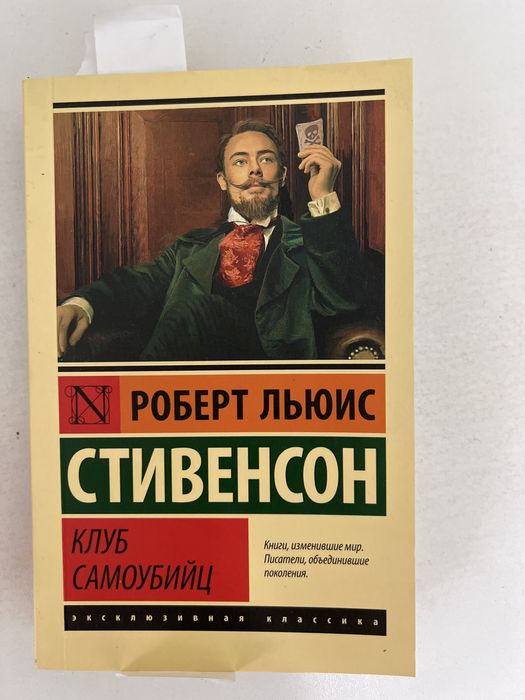 N
РОБЕРТ ЛЬЮИС
СТИВЕНСОН
КЛУБ
САМОУБИЙЦ
Книги, изменившие мир.
Писатели, объединившие
поколения.
эксклюзивная классика